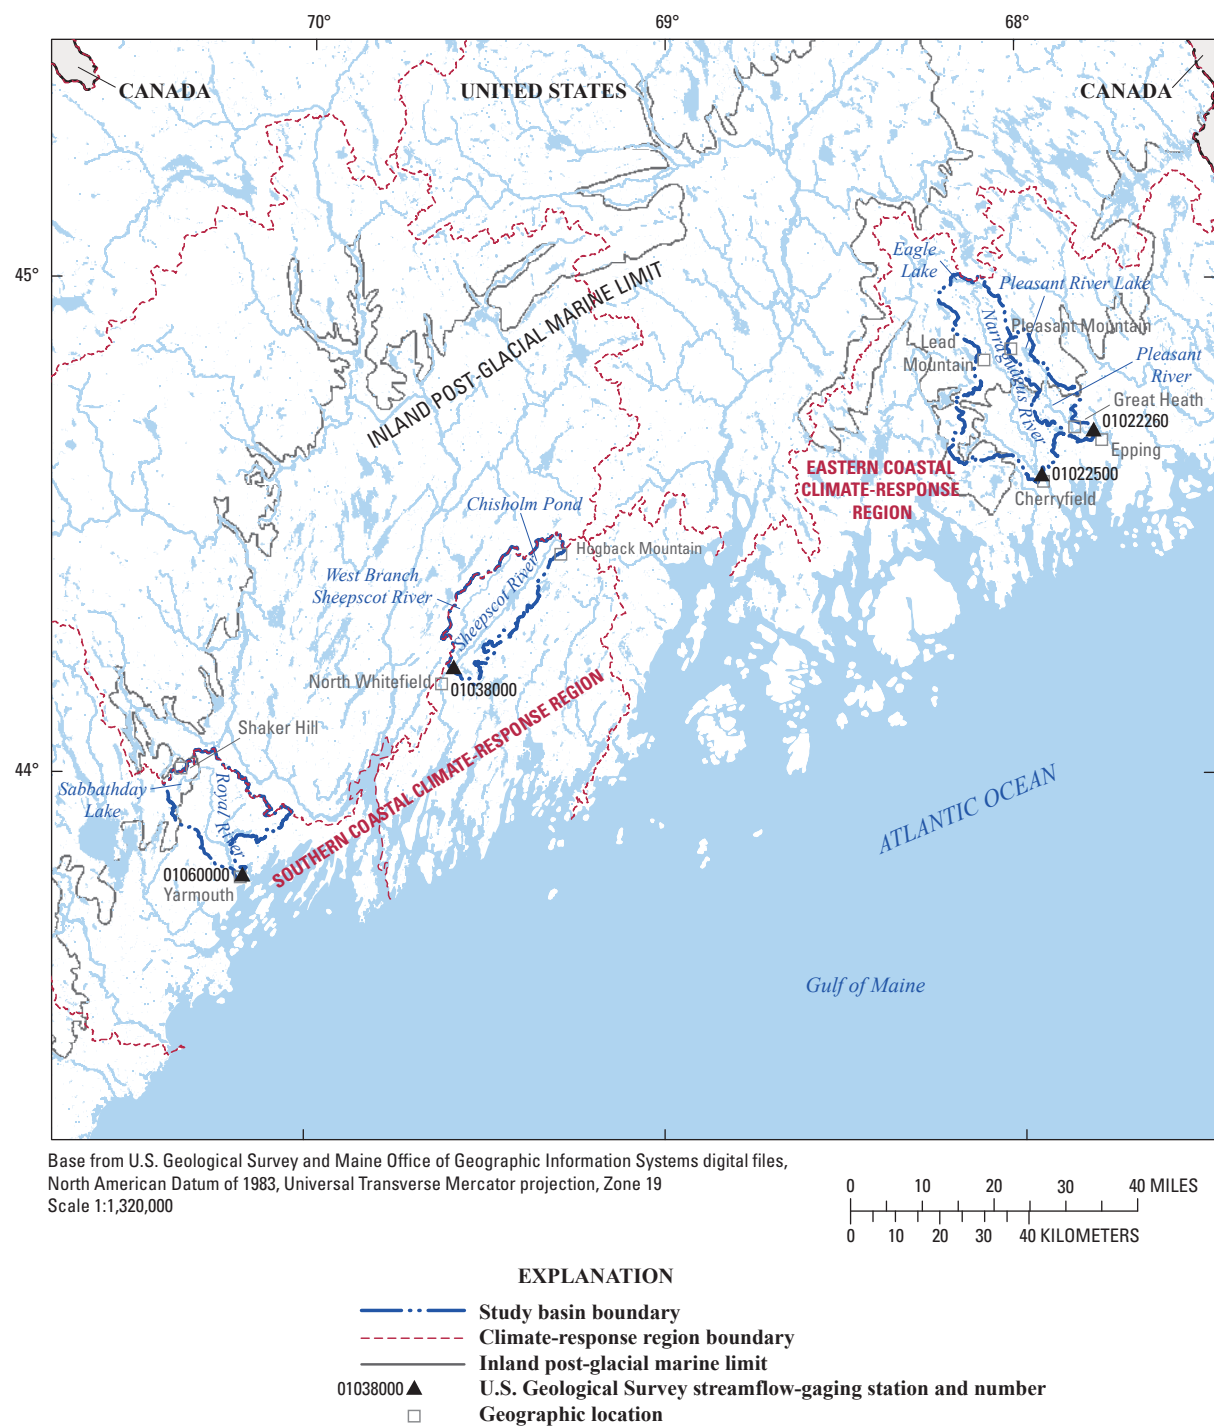 70°
69°
68°
CANADA
UNITED STATES
CANADA
45°
44°
INLAND POST-GLACIAL MARINE LIMIT
Eagle
Lake
Pleasant River Lake
Narraguagus River
Pleasant Mountain
Lead
Mountain
Pleasant
River
Great Heath
01022260
Epping
01022500
Cherryfield
EASTERN COASTAL
CLIMATE-RESPONSE
REGION
Chisholm Pond
Hogback Mountain
West Branch
Sheepscot River
Sheepscot River
North Whitefield
01038000
SOUTHERN COASTAL CLIMATE-RESPONSE REGION
Shaker Hill
Sabbathday
Lake
Royal River
01060000
Yarmouth
ATLANTIC OCEAN
Gulf of Maine
70°
69°
68°
Base from U.S. Geological Survey and Maine Office of Geographic Information Systems digital files,
North American Datum of 1983, Universal Transverse Mercator projection, Zone 19
Scale 1:1,320,000
0 10 20 30 40 MILES
0 10 20 30 40 KILOMETERS
EXPLANATION
Study basin boundary
Climate-response region boundary
Inland post-glacial marine limit
01038000 U.S. Geological Survey streamflow-gaging station and number
Geographic location